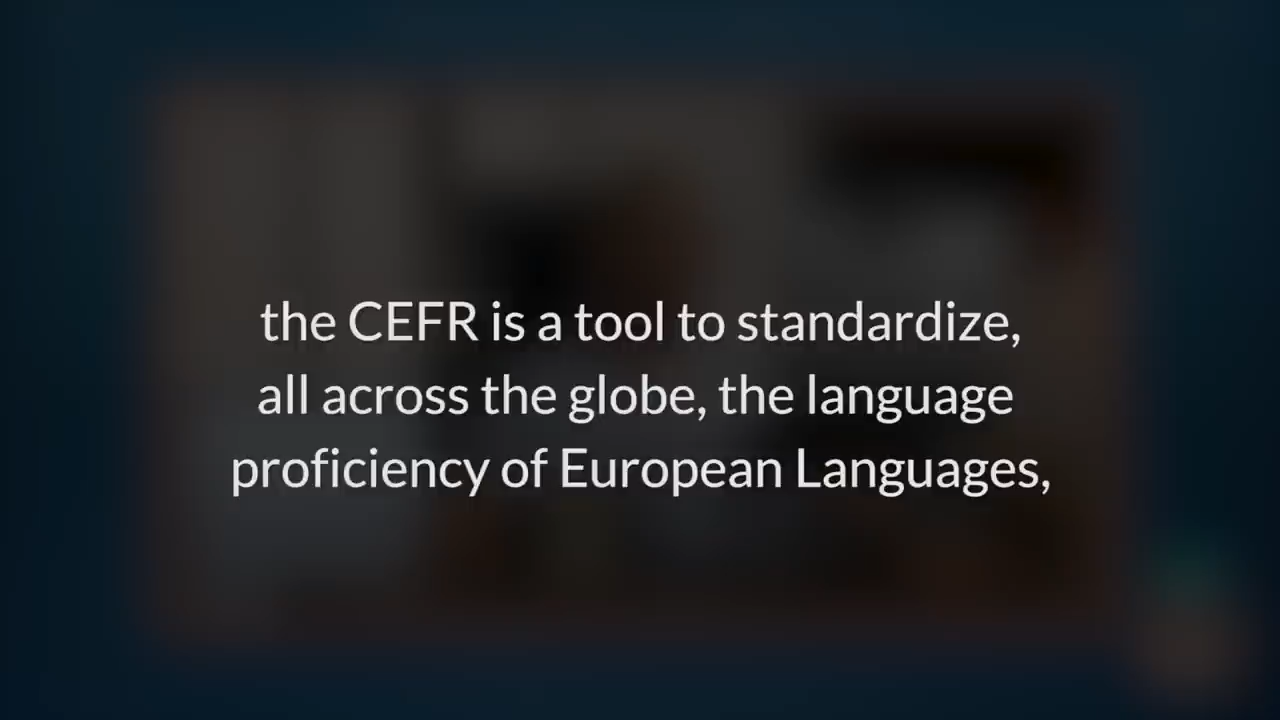 the CEFR is a tool to standardize,
all across the globe, the language
proficiency of European Languages,